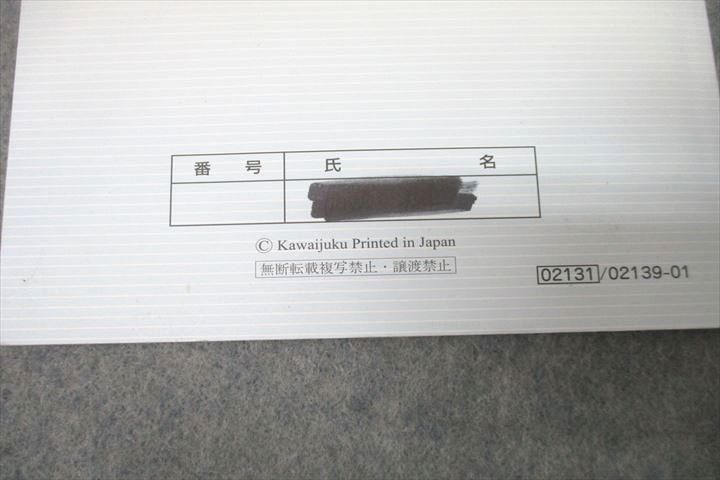 番 号 氏 名
© Kawaijuku Printed in Japan
無断転載複写禁止・譲渡禁止
02131/02139-01